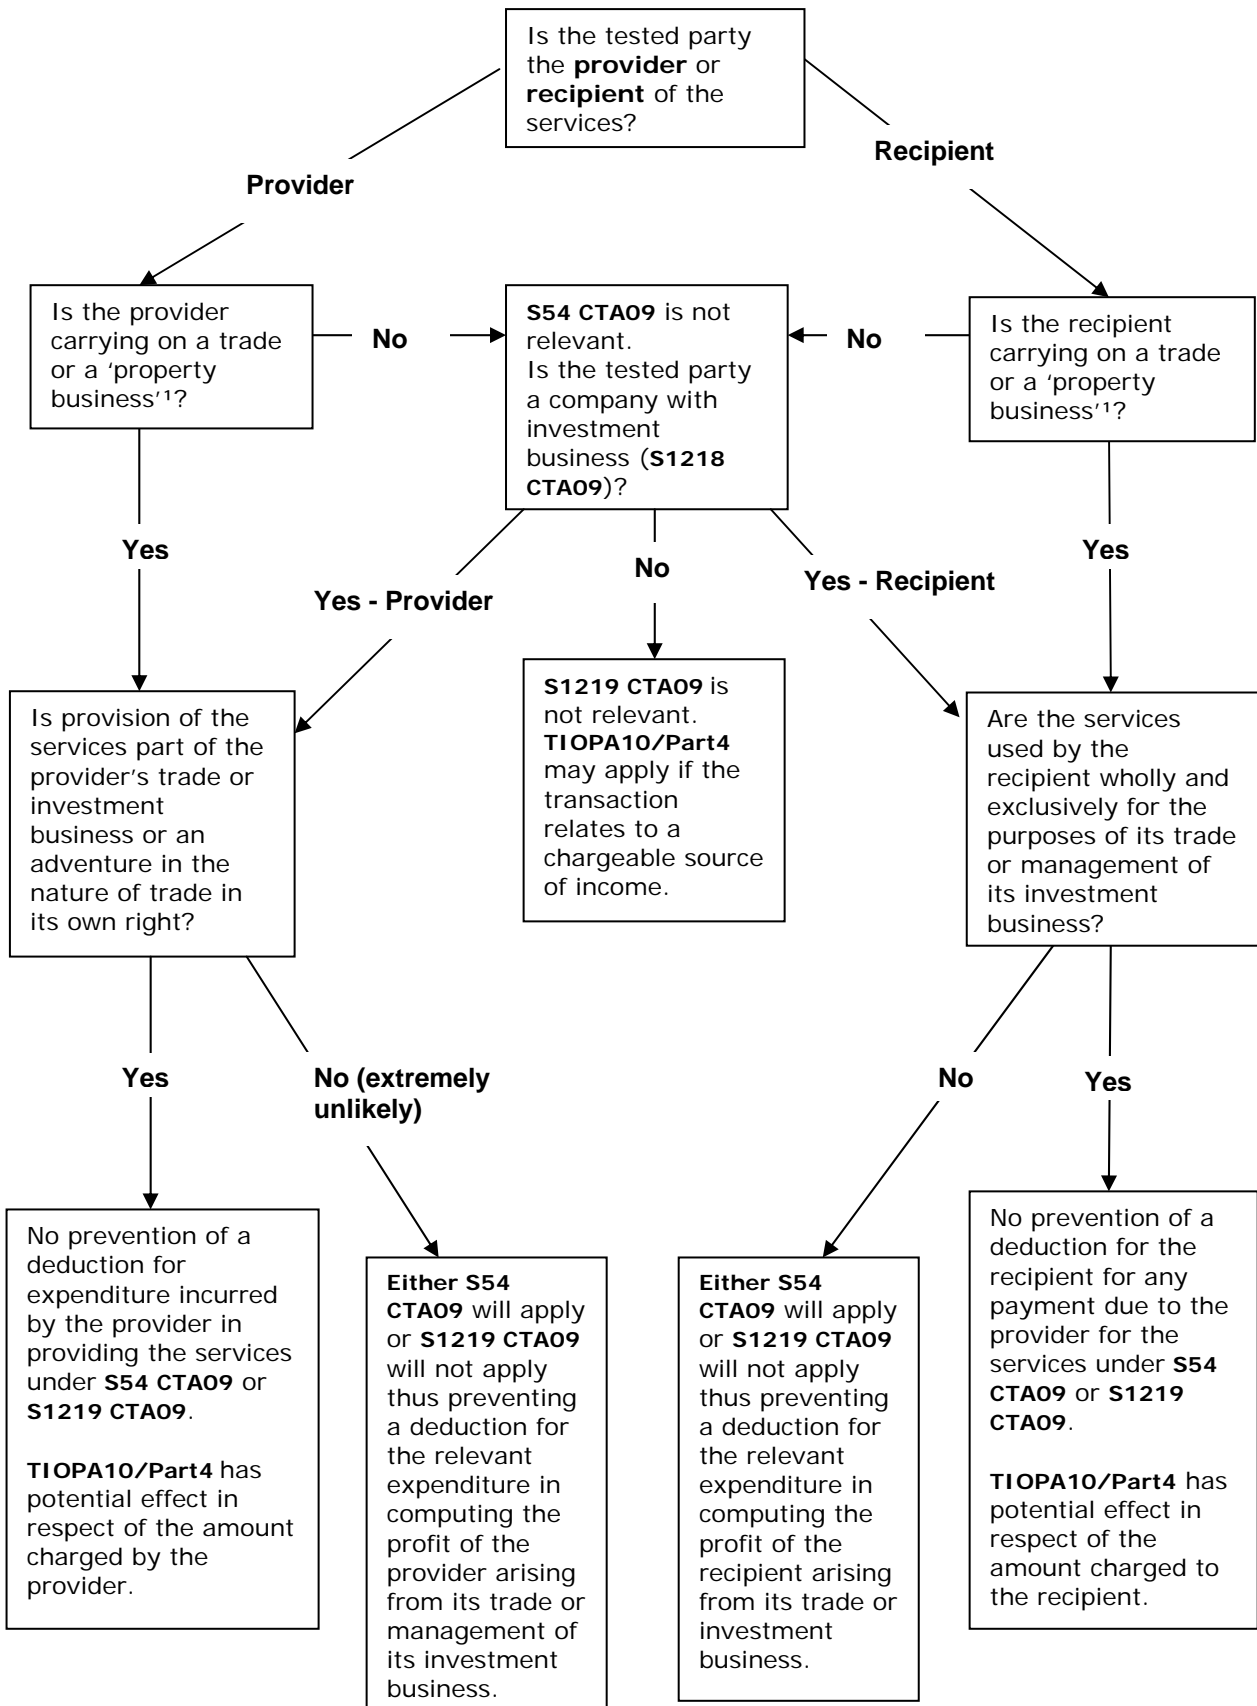 Is the tested party
the provider or
recipient of the
services?
Provider
Recipient
Is the provider
carrying on a trade
or a ‘property
business’¹?
No
S54 CTA09 is not
relevant.
Is the tested party
a company with
investment
business (S1218
CTA09)?
No
Is the recipient
carrying on a trade
or a ‘property
business’¹?
Yes
Yes - Provider
No
Yes - Recipient
Yes
Is provision of the
services part of the
provider’s trade or
investment
business or an
adventure in the
nature of trade in
its own right?
S1219 CTA09 is
not relevant.
TIOPA10/Part4
may apply if the
transaction
relates to a
chargeable source
of income.
Are the services
used by the
recipient wholly and
exclusively for the
purposes of its trade
or management of
its investment
business?
Yes
No (extremely
unlikely)
No
Yes
No prevention of a
deduction for
expenditure incurred
by the provider in
providing the services
under S54 CTA09 or
S1219 CTA09.
TIOPA10/Part4 has
potential effect in
respect of the amount
charged by the
provider.
Either S54
CTA09 will apply
or S1219 CTA09
will not apply
thus preventing
a deduction for
the relevant
expenditure in
computing the
profit of the
provider arising
from its trade or
management of
its investment
business.
Either S54
CTA09 will apply
or S1219 CTA09
will not apply
thus preventing
a deduction for
the relevant
expenditure in
computing the
profit of the
recipient arising
from its trade or
investment
business.
No prevention of a
deduction for the
recipient for any
payment due to the
provider for the
services under S54
CTA09 or S1219
CTA09.
TIOPA10/Part4 has
potential effect in
respect of the
amount charged to
the recipient.